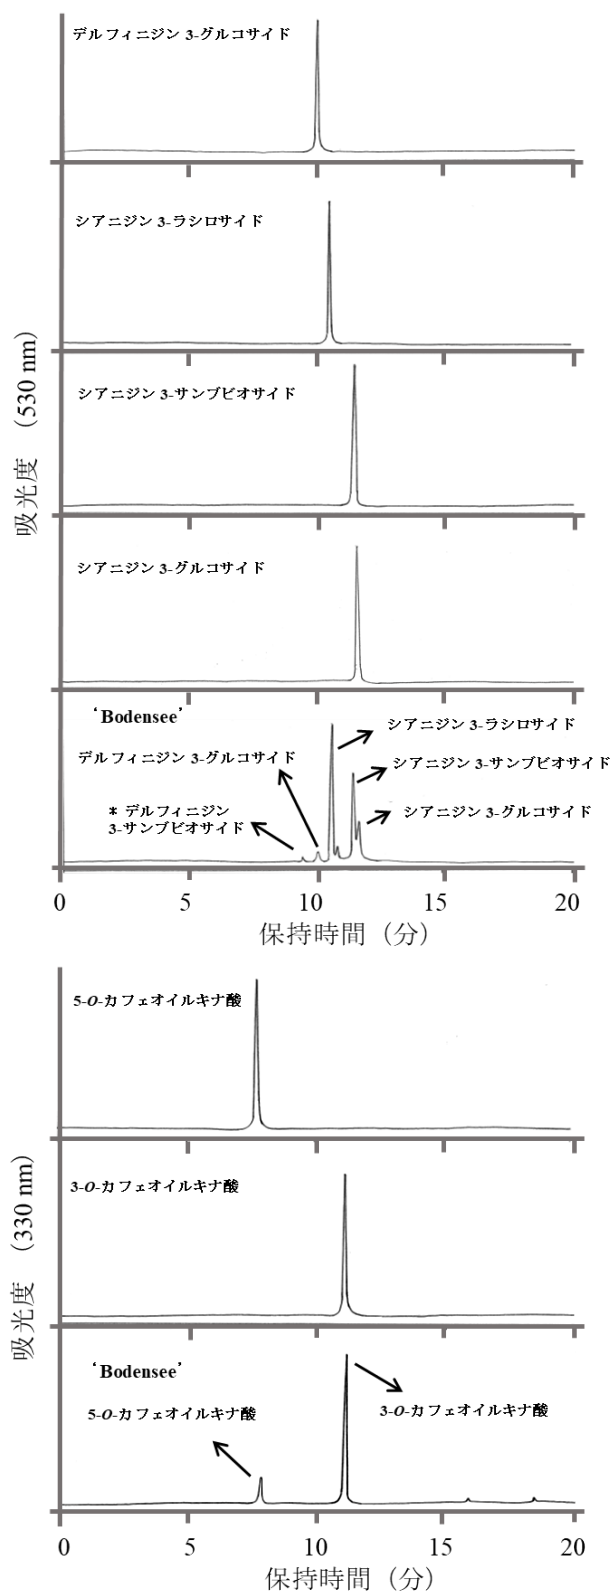 デルフィニジン 3-グルコサイド
シアニジン 3-ラシロサイド
シアニジン 3-サンブビオサイド
シアニジン 3-グルコサイド
吸光度 (530 nm)
‘Bodensee’
シアニジン 3-ラシロサイド
デルフィニジン 3-グルコサイド
シアニジン 3-サンブビオサイド
* デルフィニジン
3-サンブビオサイド
シアニジン 3-グルコサイド
0 5 10 15 20
保持時間 (分)
5-O-カフェオイルキナ酸
3-O-カフェオイルキナ酸
吸光度 (330 nm)
‘Bodensee’
5-O-カフェオイルキナ酸
3-O-カフェオイルキナ酸
0 5 10 15 20
保持時間 (分)